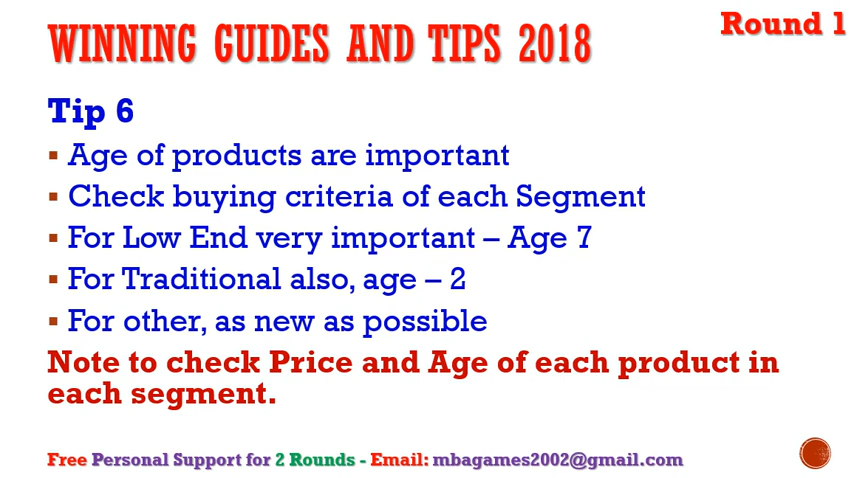 WINNING GUIDES AND TIPS 2018
Round 1
Tip 6
▪ Age of products are important
▪ Check buying criteria of each Segment
▪ For Low End very important – Age 7
▪ For Traditional also, age – 2
▪ For other, as new as possible
Note to check Price and Age of each product in
each segment.
Free Personal Support for 2 Rounds - Email: mbagames2002@gmail.com